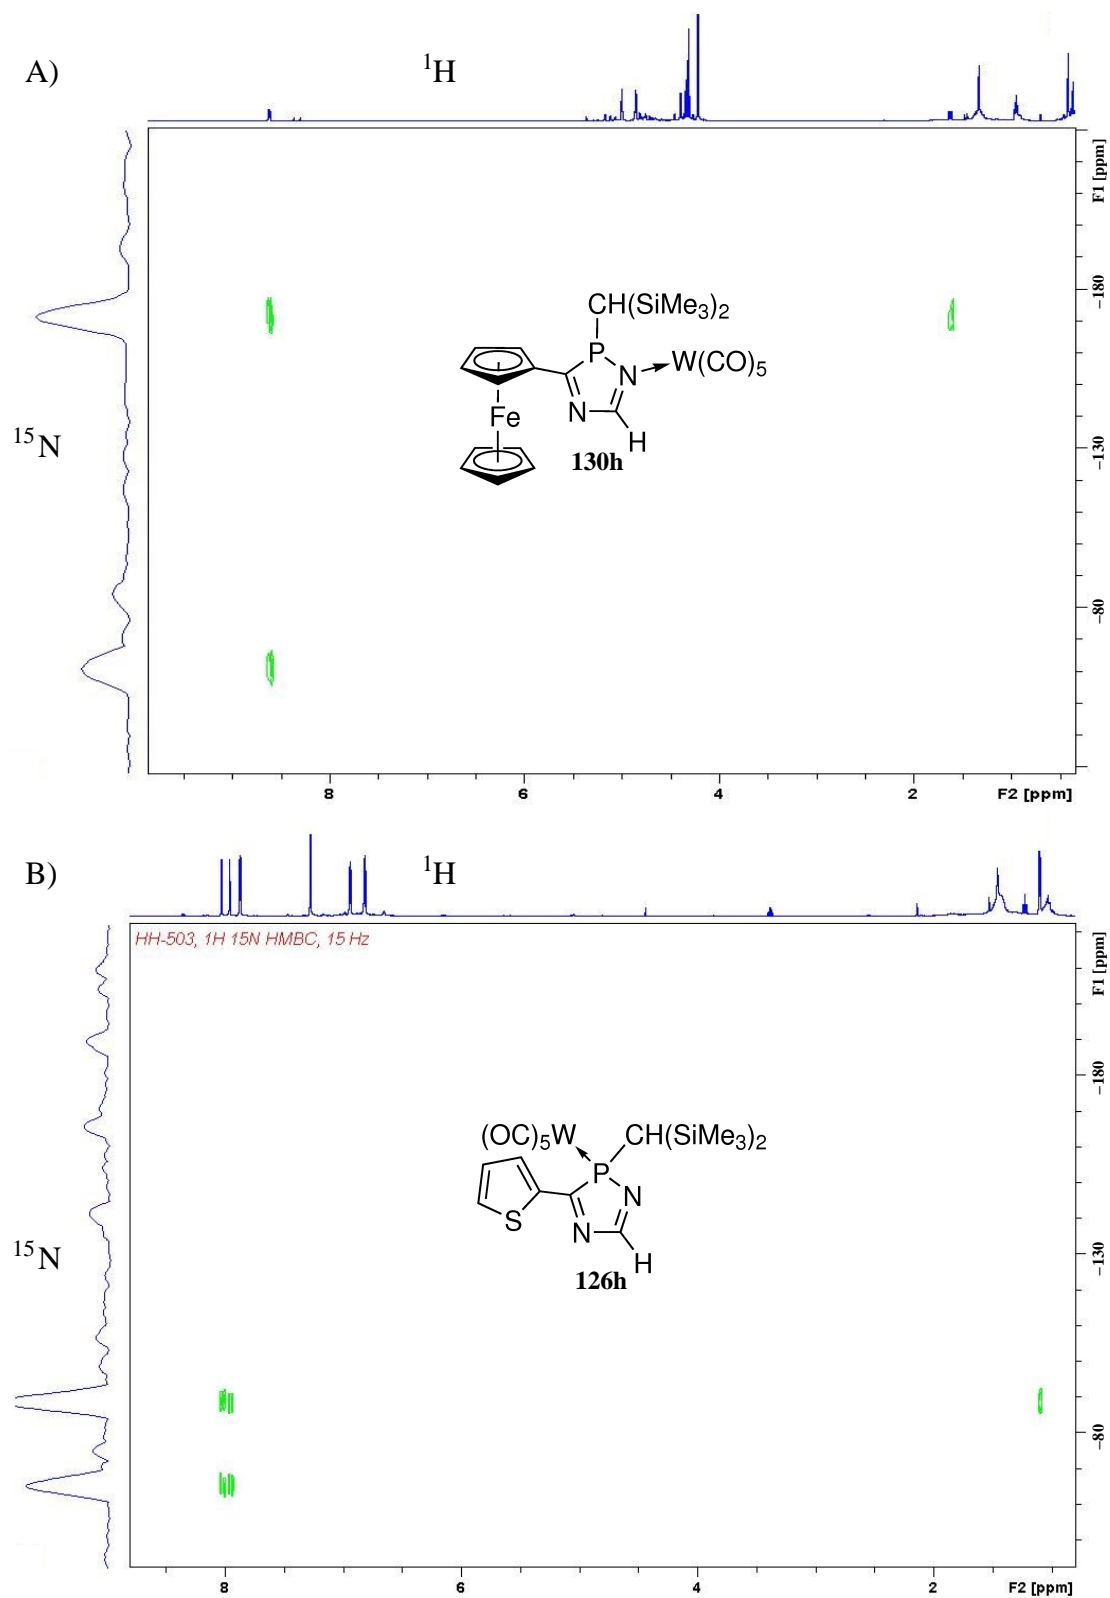 A)
¹H
F1 [ppm]
-180
CH(SiMe₃)₂
P
N
W(CO)₅
N
Fe
H
¹⁵N
130h
-130
-80
8
6
4
2
F2 [ppm]
B)
¹H
HH-503, 1H 15N HMBC, 15 Hz
F1 [ppm]
-180
(OC)₅W
CH(SiMe₃)₂
P
N
S
N
H
¹⁵N
126h
-130
-80
8
6
4
2
F2 [ppm]